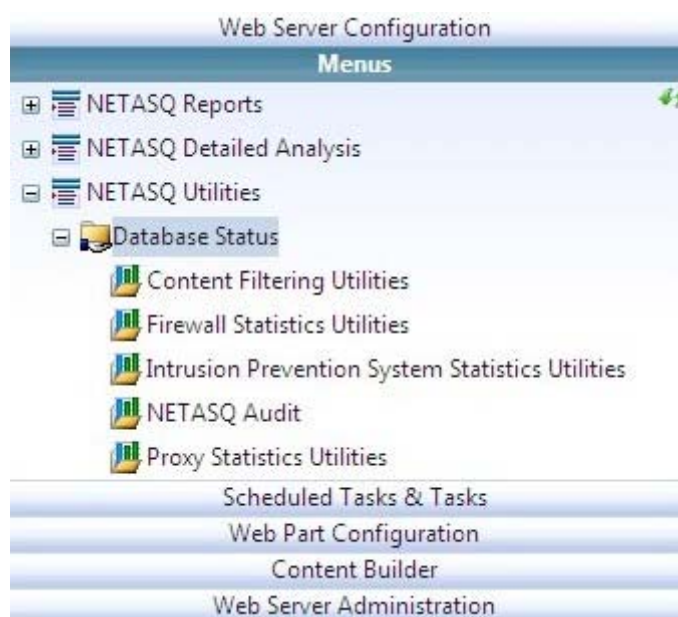 Web Server Configuration
Menus
NETASQ Reports
NETASQ Detailed Analysis
NETASQ Utilities
Database Status
Content Filtering Utilities
Firewall Statistics Utilities
Intrusion Prevention System Statistics Utilities
NETASQ Audit
Proxy Statistics Utilities
Scheduled Tasks & Tasks
Web Part Configuration
Content Builder
Web Server Administration